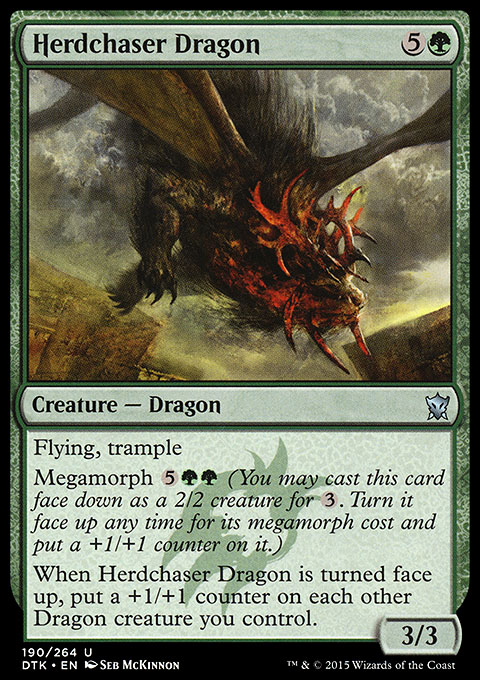 Herdchaser Dragon 5
Creature — Dragon
Flying, trample
Megamorph 5 (You may cast this card
face down as a 2/2 creature for 3. Turn it
face up any time for its megamorph cost and
put a +1/+1 counter on it.)
When Herdchaser Dragon is turned face
up, put a +1/+1 counter on each other
Dragon creature you control.
3/3
190/264 U
DTK • EN Seb McKinnon
™ & © 2015 Wizards of the Coast